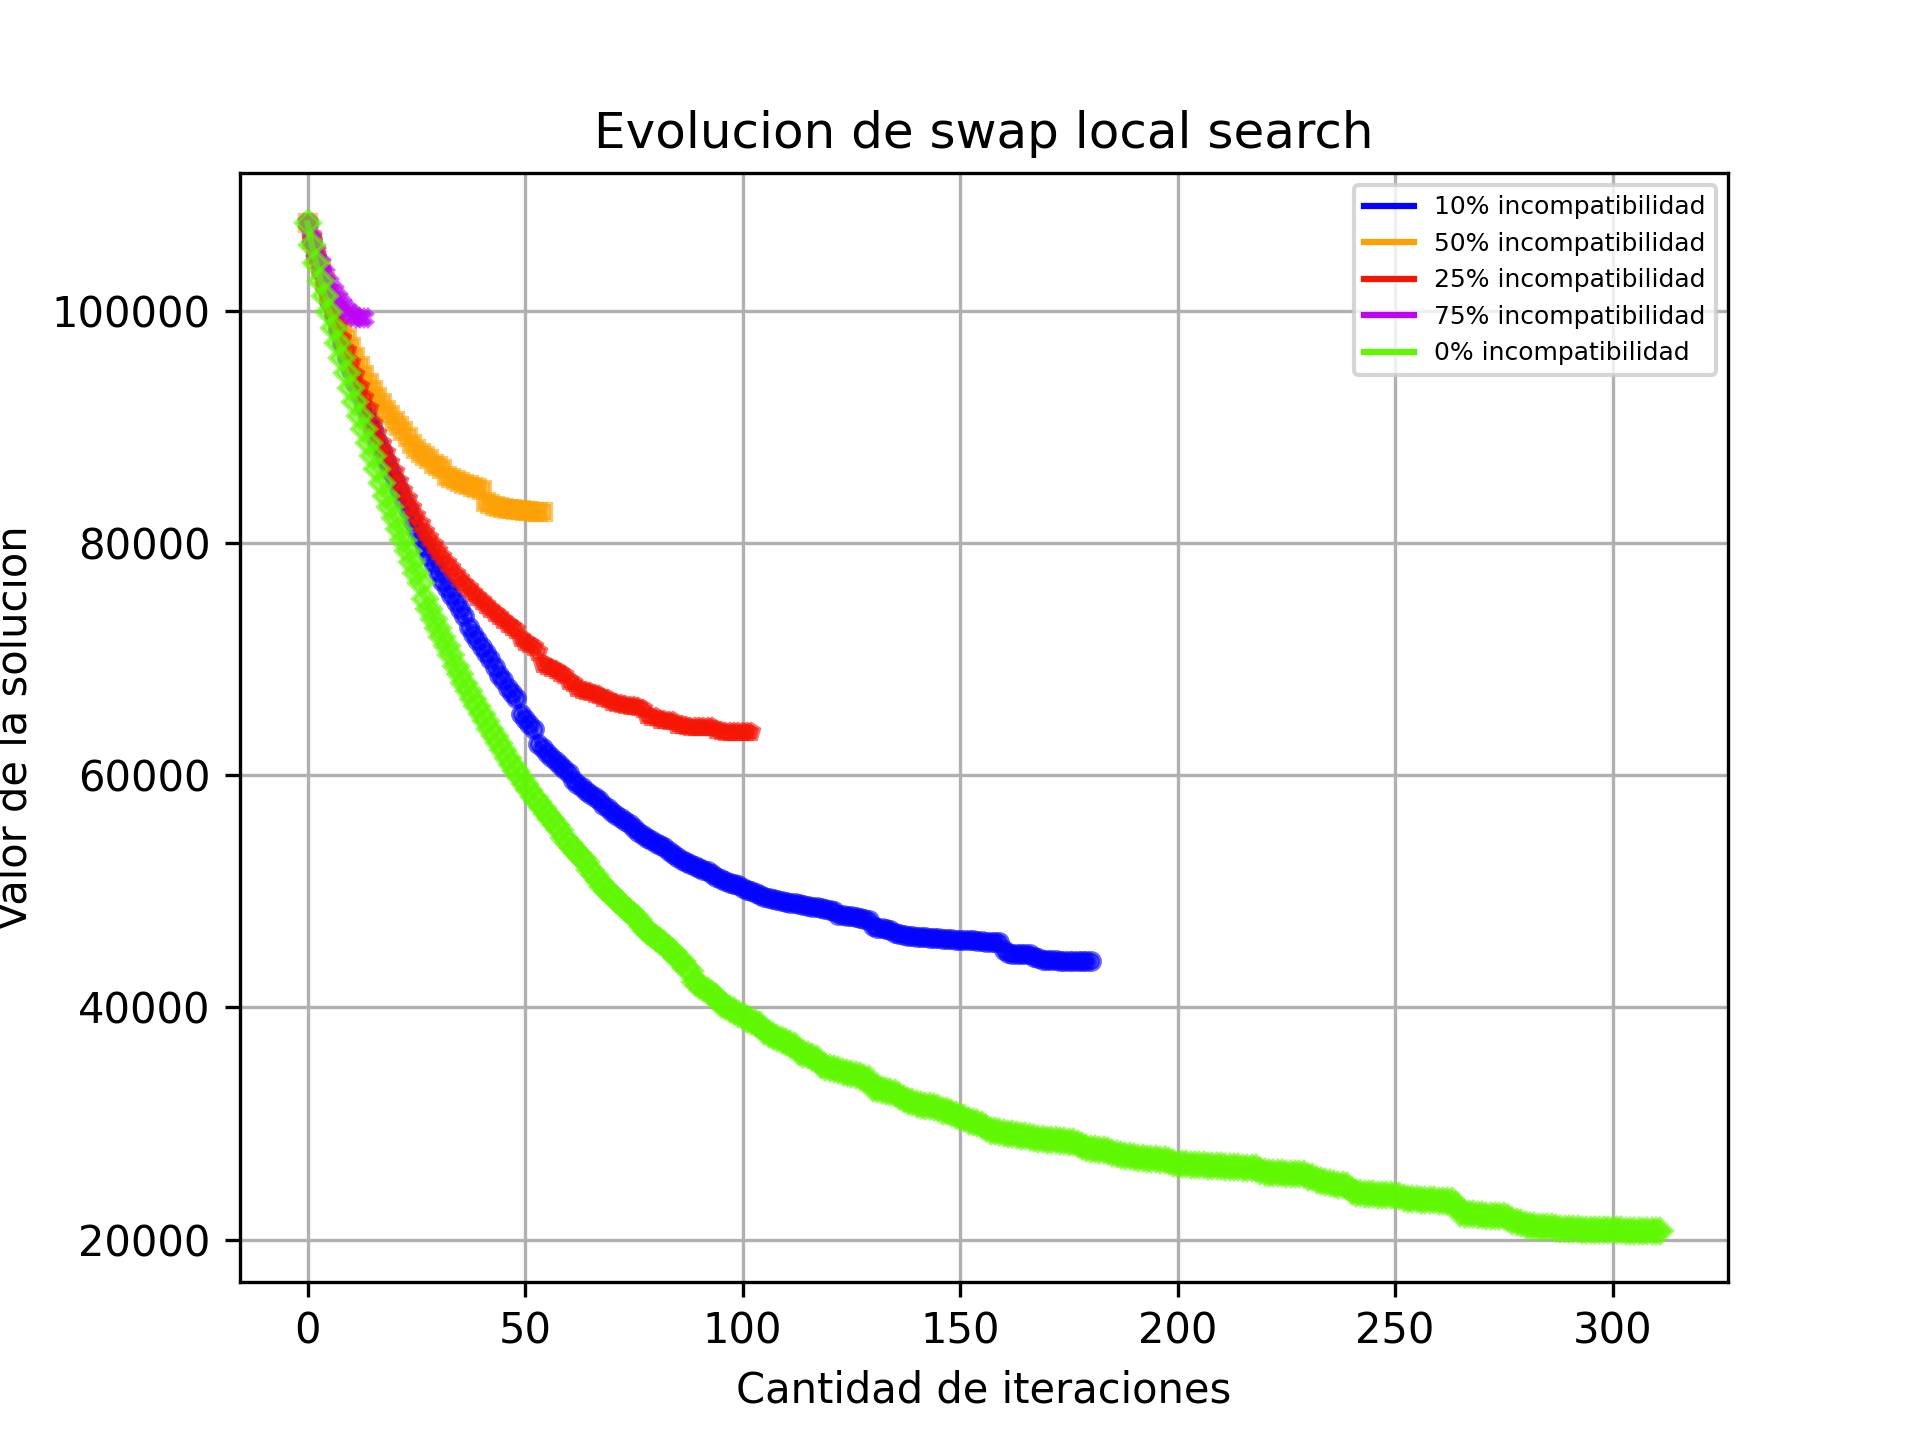 Evolucion de swap local search
10% incompatibilidad
50% incompatibilidad
25% incompatibilidad
75% incompatibilidad
0% incompatibilidad
Valor de la solucion
100000
80000
60000
40000
20000
0 50 100 150 200 250 300
Cantidad de iteraciones